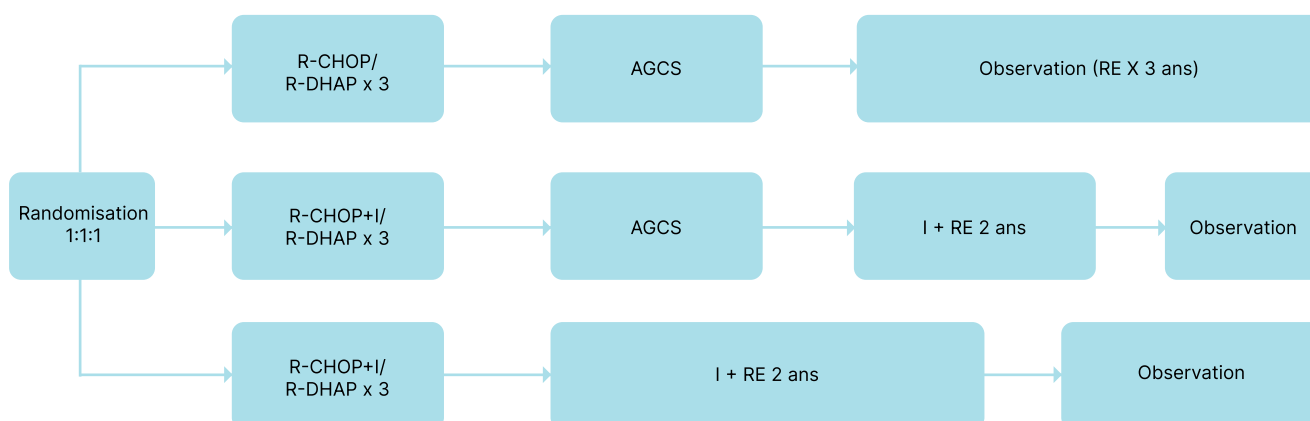 R-CHOP/
R-DHAP x 3
AGCS
Observation (RE X 3 ans)
Randomisation
1:1:1
R-CHOP+I/
R-DHAP x 3
AGCS
I + RE 2 ans
Observation
R-CHOP+I/
R-DHAP x 3
I + RE 2 ans
Observation